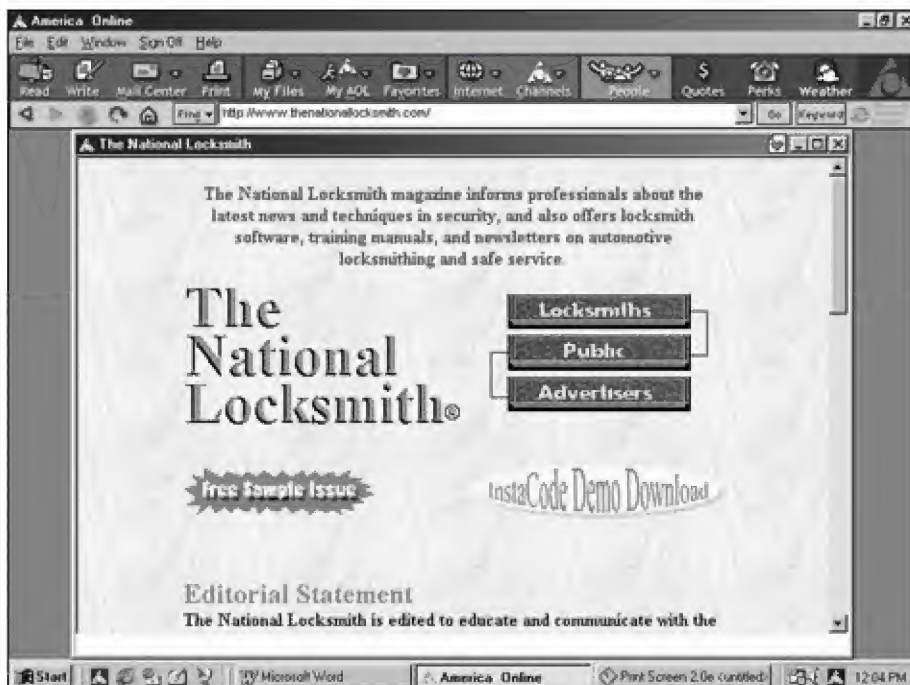 America Online
File Edit Window Sign Off Help
Read Write Mail Center Print My Files My AOL Favorites Internet Channels People Quotes Perks Weather
Find http://www.thenationallocksmith.com/ Go Keyword
The National Locksmith
The National Locksmith magazine informs professionals about the
latest news and techniques in security, and also offers locksmith
software, training manuals, and newsletters on automotive
locksmithing and safe service.
The
National
Locksmith®
Locksmiths
Public
Advertisers
Free Sample Issue
InstaCode Demo Download
Editorial Statement
The National Locksmith is edited to educate and communicate with the
Start Microsoft Word America Online Print Screen 2.0e (untitled) 12:04 PM